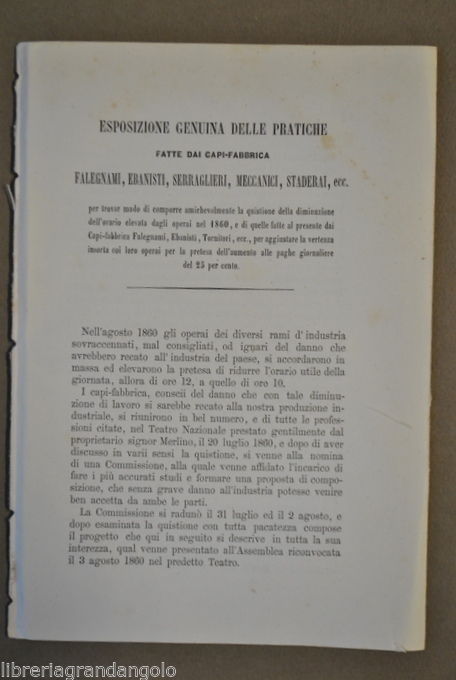 ESPOSIZIONE GENUINA DELLE PRATICHE
FATTE DAI CAPI-FABBRICA
FALEGNAMI, EBANISTI, SERRAGLIERI, MECCANICI, STADERAI, ecc.
per trovar modo di comporre amichevolmente la quistione della diminuzione
dell'orario elevata dagli operai nel 1860, e di quelle fatte al presente dai
Capi-fabbrica Falegnami, Ebanisti, Tornitori, ecc., per aggiustare la vertenza
insorta coi loro operai per la pretesa dell'aumento alle paghe giornaliere
del 25 per cento.
Nell'agosto 1860 gli operai dei diversi rami d'industria
sovraccennati, mal consigliati, od ignari del danno che
avrebbero recato all'industria del paese, si accordarono in
massa ed elevarono la pretesa di ridurre l'orario utile della
giornata, allora di ore 12, a quello di ore 10.
I capi-fabbrica, conscii del danno che con tale diminu-
zione di lavoro si sarebbe recato alla nostra produzione in-
dustriale, si riunirono in bel numero, e di tutte le profes-
sioni citate, nel Teatro Nazionale prestato gentilmente dal
proprietario signor Merlino, il 20 luglio 1860, e dopo di aver
discusso in varii sensi la quistione, si venne alla nomina
di una Commissione, alla quale venne affidato l'incarico di
fare i più accurati studi e formare una proposta di compo-
sizione, che senza grave danno all'industria potesse venire
ben accetta da ambe le parti.
La Commissione si radunò il 31 luglio ed il 2 agosto, e
dopo esaminata la quistione con tutta pacatezza compose
il progetto che qui in seguito si descrive in tutta la sua
interezza, qual venne presentato all'Assemblea riconvocata
il 3 agosto 1860 nel predetto Teatro.
libreriagrandangolo